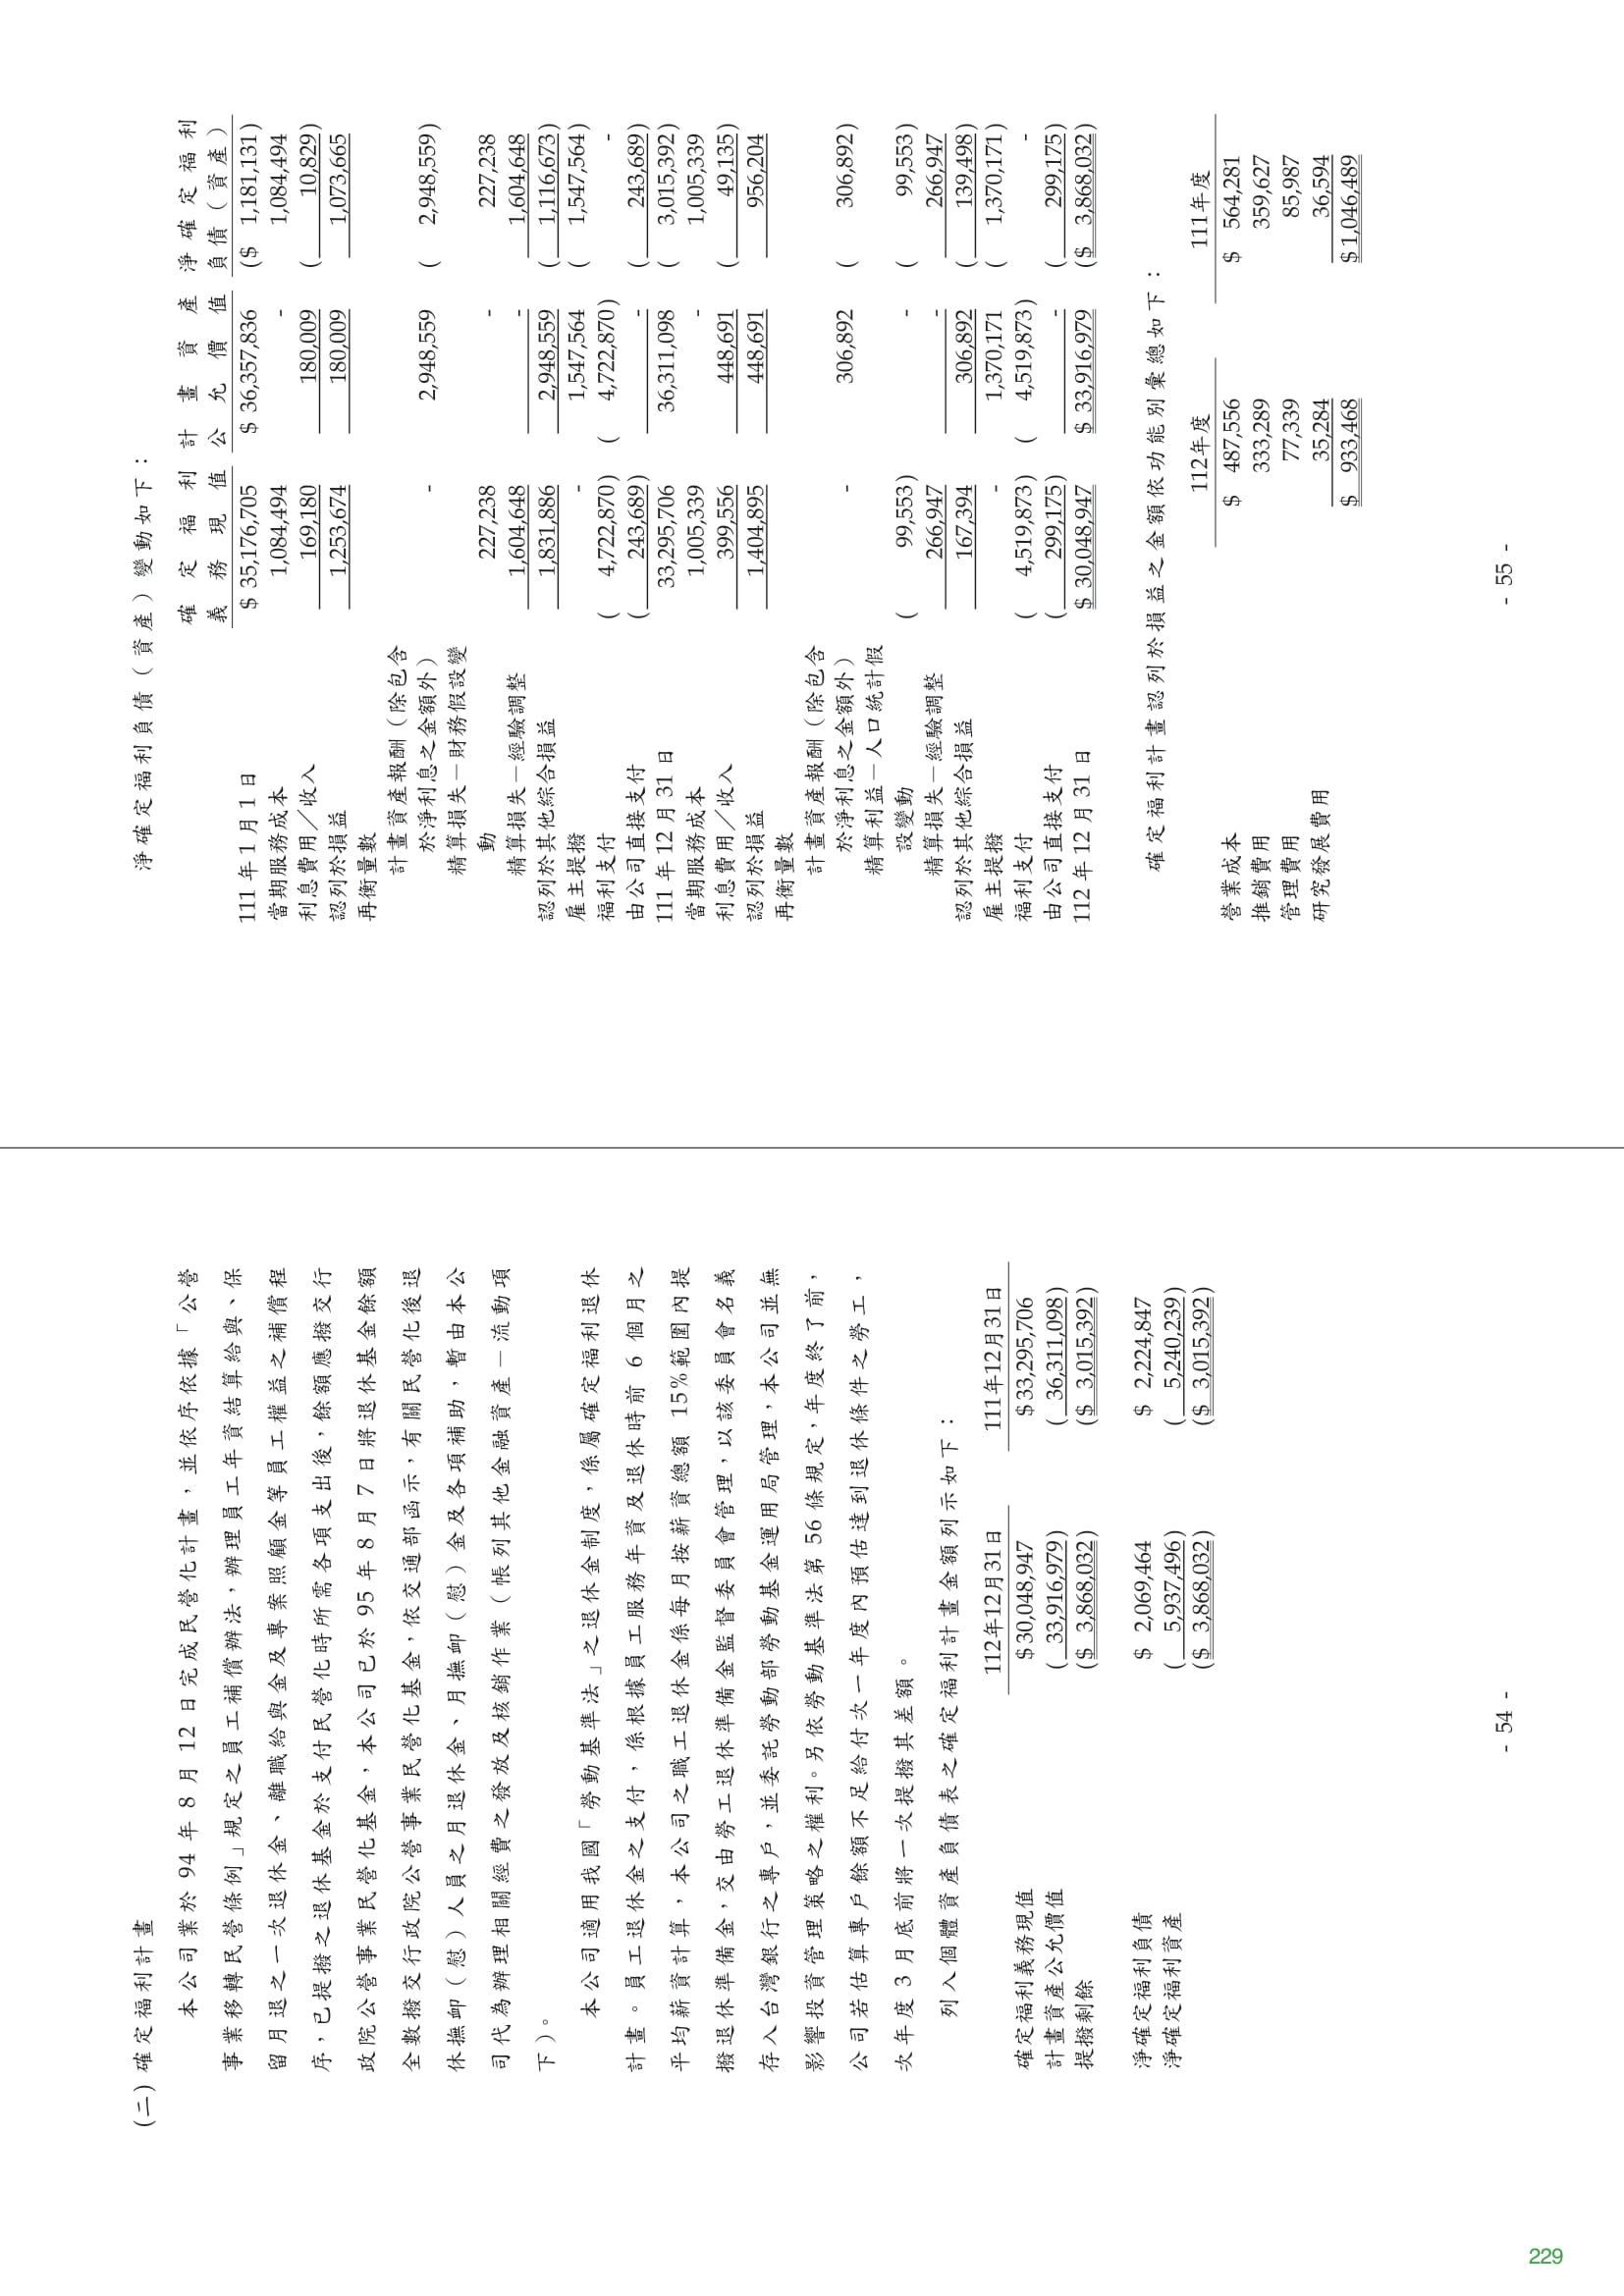 (二) 確定福利計畫
本公司業於 94 年 8 月 12 日完成民營化計畫，並依序依據「公營
事業移轉民營條例」規定之員工補償辦法，辦理員工年資結算給與、保
留月退之一次退休金、離職給與金及專案照顧金等員工權益之補償程
序，已提撥之退休基金於支付民營化時所需各項支出後，餘額應撥交行
政院公營事業民營化基金，本公司已於 95 年 8 月 7 日將退休基金餘額
全數撥交行政院公營事業民營化基金，依交通部函示，有關民營化後退
休撫卹（慰）人員之月退休金、月撫卹（慰）金及各項補助，暫由本公
司代為辦理相關經費之發放及核銷作業（帳列其他金融資產－流動項
下）。
本公司適用我國「勞動基準法」之退休金制度，係屬確定福利退休
計畫。員工退休金之支付，係根據員工服務年資及退休時前 6 個月之
平均薪資計算，本公司之職工退休金係每月按薪資總額 15%範圍內提
撥退休準備金，交由勞工退休準備金監督委員會管理，以該委員會名義
存入台灣銀行之專戶，並委託勞動部勞動基金運用局管理，本公司並無
影響投資管理策略之權利。另依勞動基準法第 56 條規定，年度終了前，
公司若估算專戶餘額不足給付次一年度內預估達到退休條件之勞工，
次年度 3 月底前將一次提撥其差額。
列入個體資產負債表之確定福利計畫金額列示如下：
112年12月31日 111年12月31日
確定福利義務現值 $ 30,048,947 $ 33,295,706
計畫資產公允價值 ( 33,916,979) ( 36,311,098)
提撥剩餘 ($ 3,868,032) ($ 3,015,392)
淨確定福利負債 $ 2,069,464 $ 2,224,847
淨確定福利資產 ( 5,937,496) ( 5,240,239)
($ 3,868,032) ($ 3,015,392)
- 54 -
淨確定福利負債（資產）變動如下：
確定福利 計畫資產 淨確定福利
義務現值 公允價值 負債（資產）
111 年 1 月 1 日 $ 35,176,705 $ 36,357,836 ($ 1,181,131)
當期服務成本 1,084,494 - 1,084,494
利息費用／收入 169,180 180,009 ( 10,829)
認列於損益 1,253,674 180,009 1,073,665
再衡量數
計畫資產報酬（除包含
於淨利息之金額外） - 2,948,559 ( 2,948,559)
精算損失－財務假設變
動 227,238 - 227,238
精算損失－經驗調整 1,604,648 - 1,604,648
認列於其他綜合損益 1,831,886 2,948,559 ( 1,116,673)
雇主提撥 - 1,547,564 ( 1,547,564)
福利支付 ( 4,722,870) ( 4,722,870) -
由公司直接支付 ( 243,689) - ( 243,689)
111 年 12 月 31 日 33,295,706 36,311,098 ( 3,015,392)
當期服務成本 1,005,339 - 1,005,339
利息費用／收入 399,556 448,691 ( 49,135)
認列於損益 1,404,895 448,691 956,204
再衡量數
計畫資產報酬（除包含
於淨利息之金額外） - 306,892 ( 306,892)
精算利益－人口統計假
設變動 ( 99,553) - ( 99,553)
精算損失－經驗調整 266,947 - 266,947
認列於其他綜合損益 167,394 306,892 ( 139,498)
雇主提撥 - 1,370,171 ( 1,370,171)
福利支付 ( 4,519,873) ( 4,519,873) -
由公司直接支付 ( 299,175) - ( 299,175)
112 年 12 月 31 日 $ 30,048,947 $ 33,916,979 ($ 3,868,032)
確定福利計畫認列於損益之金額依功能別彙總如下：
112年度 111年度
營業成本 $ 487,556 $ 564,281
推銷費用 333,289 359,627
管理費用 77,339 85,987
研究發展費用 35,284 36,594
$ 933,468 $ 1,046,489
- 55 -
229